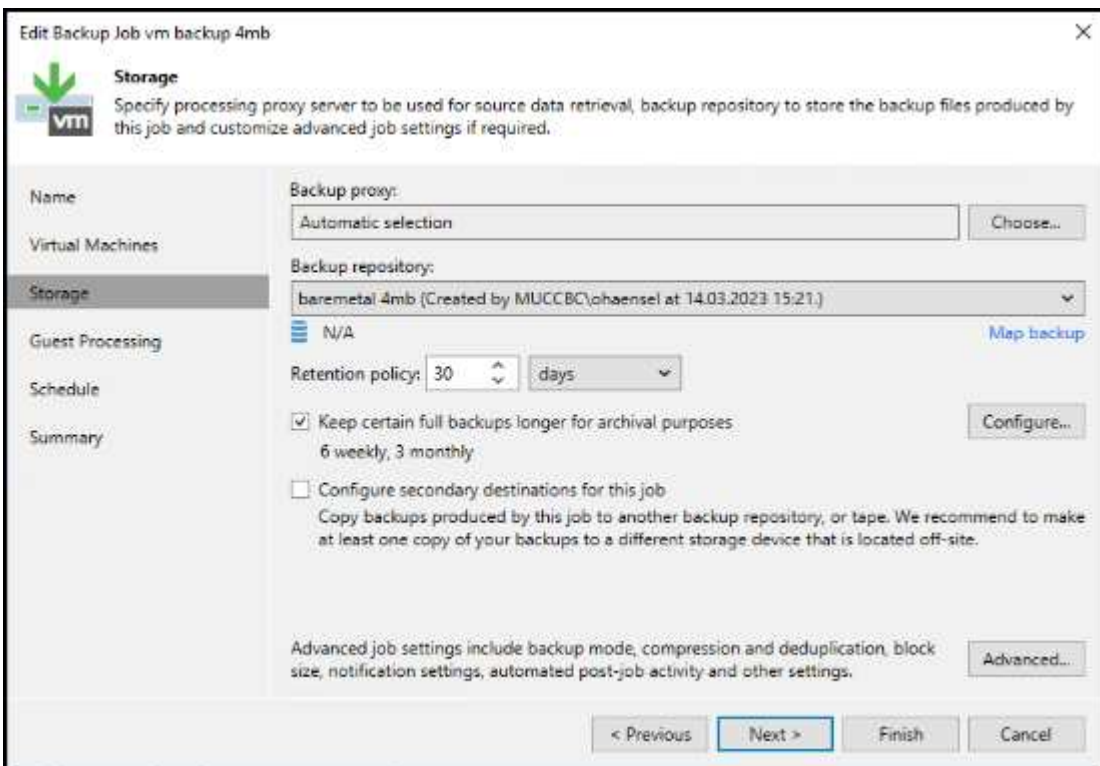 Edit Backup Job vm backup 4mb
Storage
Specify processing proxy server to be used for source data retrieval, backup repository to store the backup files produced by
this job and customize advanced job settings if required.
vm
Name
Virtual Machines
Storage
Guest Processing
Schedule
Summary
Backup proxy:
Automatic selection
Choose...
Backup repository:
baremetal 4mb (Created by MUCCBC\ohaensel at 14.03.2023 15:21.)
N/A
Map backup
Retention policy: 30 days
Keep certain full backups longer for archival purposes
Configure...
6 weekly, 3 monthly
Configure secondary destinations for this job
Copy backups produced by this job to another backup repository, or tape. We recommend to make
at least one copy of your backups to a different storage device that is located off-site.
Advanced job settings include backup mode, compression and deduplication, block
size, notification settings, automated post-job activity and other settings.
Advanced...
< Previous
Next >
Finish
Cancel